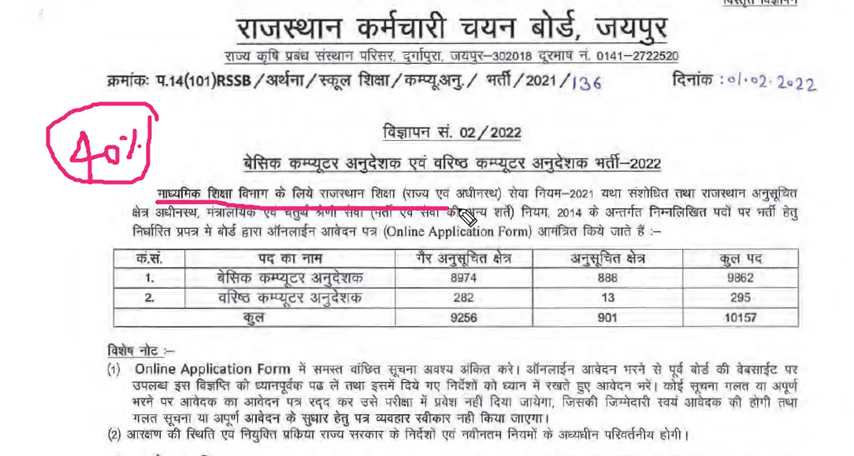 राजस्थान कर्मचारी चयन बोर्ड, जयपुर
राज्य कृषि प्रबंध संस्थान परिसर, दुर्गापुरा, जयपुर–302018 दूरभाष नं. 0141–2722520
क्रमांकः प.14(101)RSSB/अर्थना/स्कूल शिक्षा/कम्प्यू.अनु./ भर्ती/2021/136 दिनांक : 01.02.2022
40%
विज्ञापन सं. 02/2022
बेसिक कम्प्यूटर अनुदेशक एवं वरिष्ठ कम्प्यूटर अनुदेशक भर्ती–2022
माध्यमिक शिक्षा विभाग के लिये राजस्थान शिक्षा (राज्य एवं अधीनस्थ) सेवा नियम–2021 यथा संशोधित तथा राजस्थान अनुसूचित
क्षेत्र अधीनस्थ, मंत्रालयिक एवं चतुर्थ श्रेणी सेवा (भर्ती एवं सेवा की अन्य शर्तें) नियम, 2014 के अन्तर्गत निम्नलिखित पदों पर भर्ती हेतु
निर्धारित प्रपत्र मे बोर्ड द्वारा ऑनलाईन आवेदन पत्र (Online Application Form) आमंत्रित किये जाते हैं :–
क.सं. पद का नाम गैर अनुसूचित क्षेत्र अनुसूचित क्षेत्र कुल पद
1. बेसिक कम्प्यूटर अनुदेशक 8974 888 9862
2. वरिष्ठ कम्प्यूटर अनुदेशक 282 13 295
कुल 9256 901 10157
विशेष नोट :–
(1) Online Application Form में समस्त वांछित सूचना अवश्य अंकित करे। ऑनलाईन आवेदन भरने से पूर्व बोर्ड की वेबसाईट पर
उपलब्ध इस विज्ञप्ति को ध्यानपूर्वक पढ लें तथा इसमें दिये गए निर्देशों को ध्यान में रखते हुए आवेदन भरें। कोई सूचना गलत या अपूर्ण
भरने पर आवेदक का आवेदन पत्र रद्द कर उसे परीक्षा में प्रवेश नहीं दिया जायेगा, जिसकी जिम्मेदारी स्वयं आवेदक की होगी तथा
गलत सूचना या अपूर्ण आवेदन के सुधार हेतु पत्र व्यवहार स्वीकार नही किया जाएगा।
(2) आरक्षण की स्थिति एवं नियुक्ति प्रकिया राज्य सरकार के निर्देशों एवं नवीनतम नियमों के अध्यधीन परिवर्तनीय होगी।